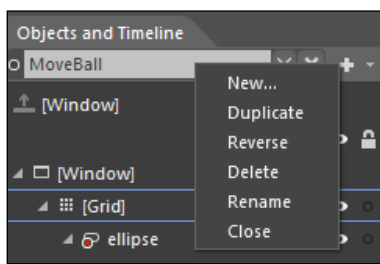 Objects and Timeline
MoveBall
New...
[Window]
Duplicate
Reverse
Delete
[Window]
Rename
[Grid]
Close
ellipse